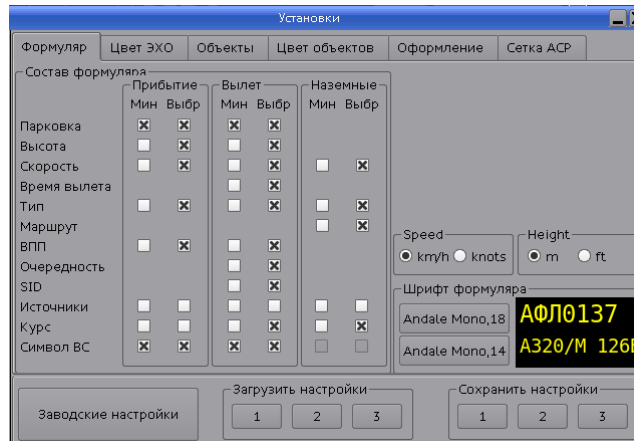 Установки
Формуляр Цвет ЭХО Объекты Цвет объектов Оформление Сетка АСР
Состав формуляра
Прибытие Вылет Наземные
Мин Выбр Мин Выбр Мин Выбр
Парковка
Высота
Скорость
Время вылета
Тип
Маршрут
ВПП
Очередность
SID
Источники
Курс
Символ ВС
Speed Height
km/h knots m ft
Шрифт формуляра
Andale Mono,18 АФЛ0137
Andale Mono,14 А320/М 126
Заводские настройки
Загрузить настройки Сохранить настройки
1 2 3 1 2 3